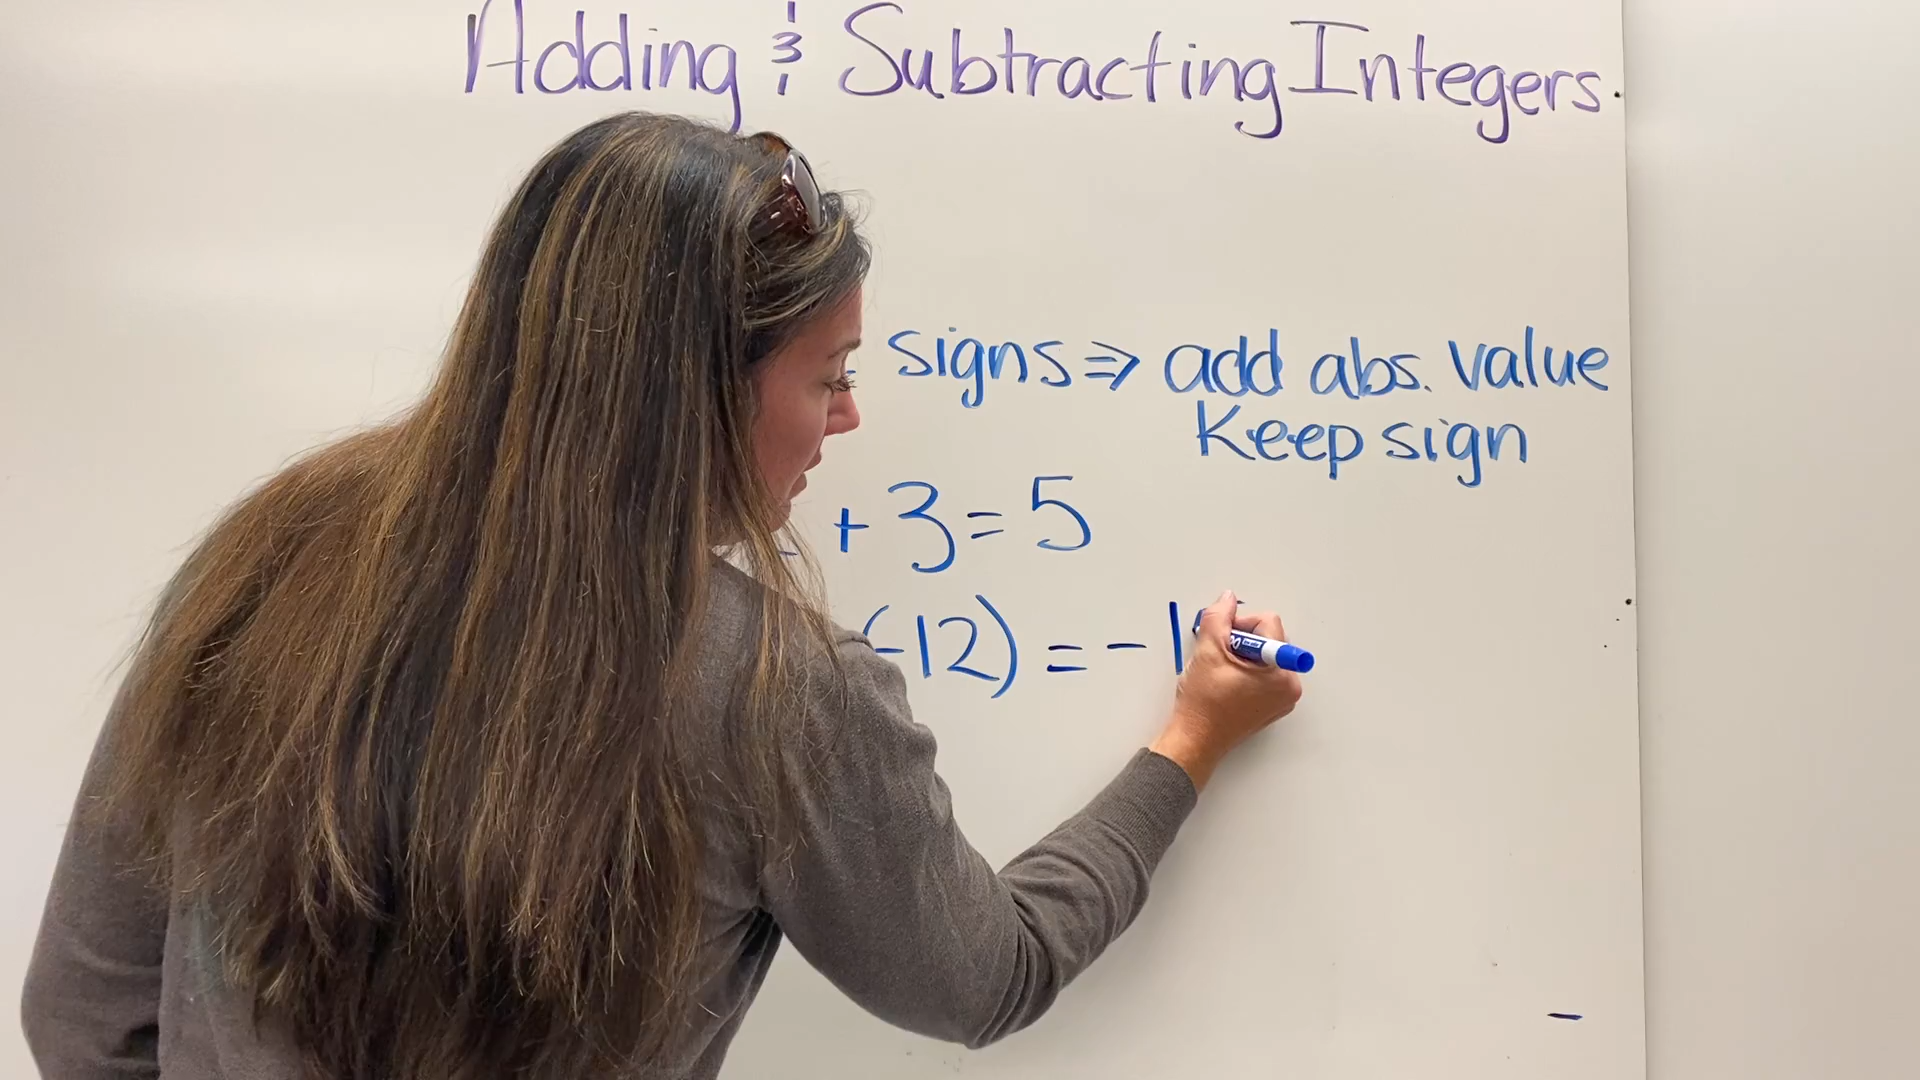 Adding & Subtracting Integers
signs ⇒ add abs. value
Keep sign
+ 3 = 5
(-12) = - 1